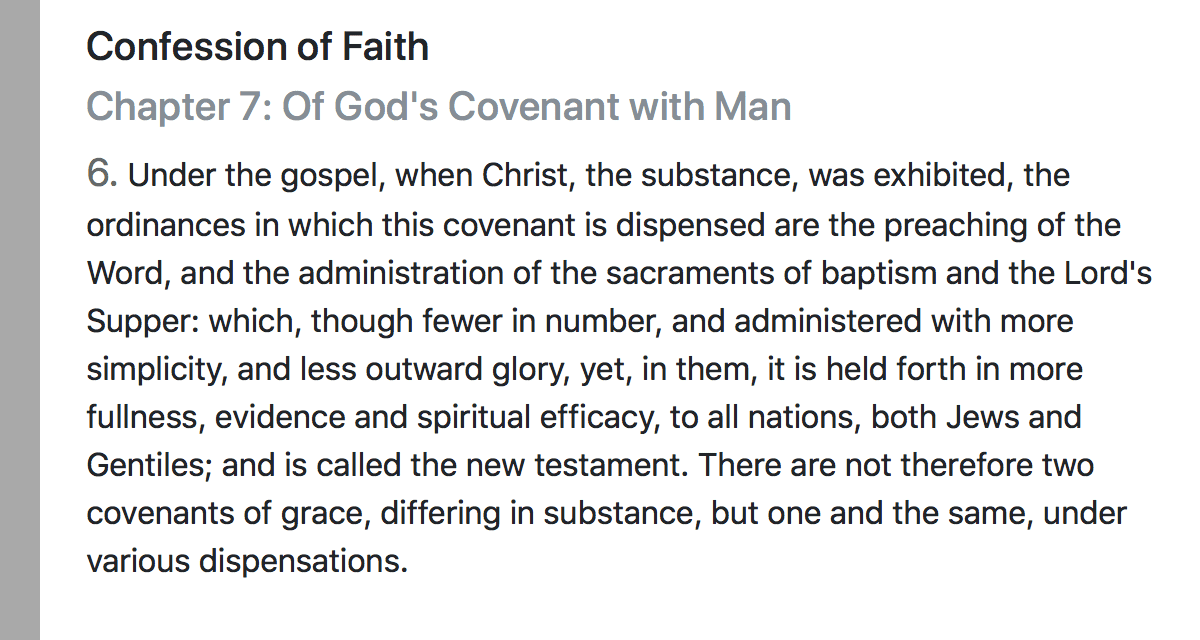 Confession of Faith
Chapter 7: Of God's Covenant with Man
6. Under the gospel, when Christ, the substance, was exhibited, the
ordinances in which this covenant is dispensed are the preaching of the
Word, and the administration of the sacraments of baptism and the Lord's
Supper: which, though fewer in number, and administered with more
simplicity, and less outward glory, yet, in them, it is held forth in more
fullness, evidence and spiritual efficacy, to all nations, both Jews and
Gentiles; and is called the new testament. There are not therefore two
covenants of grace, differing in substance, but one and the same, under
various dispensations.